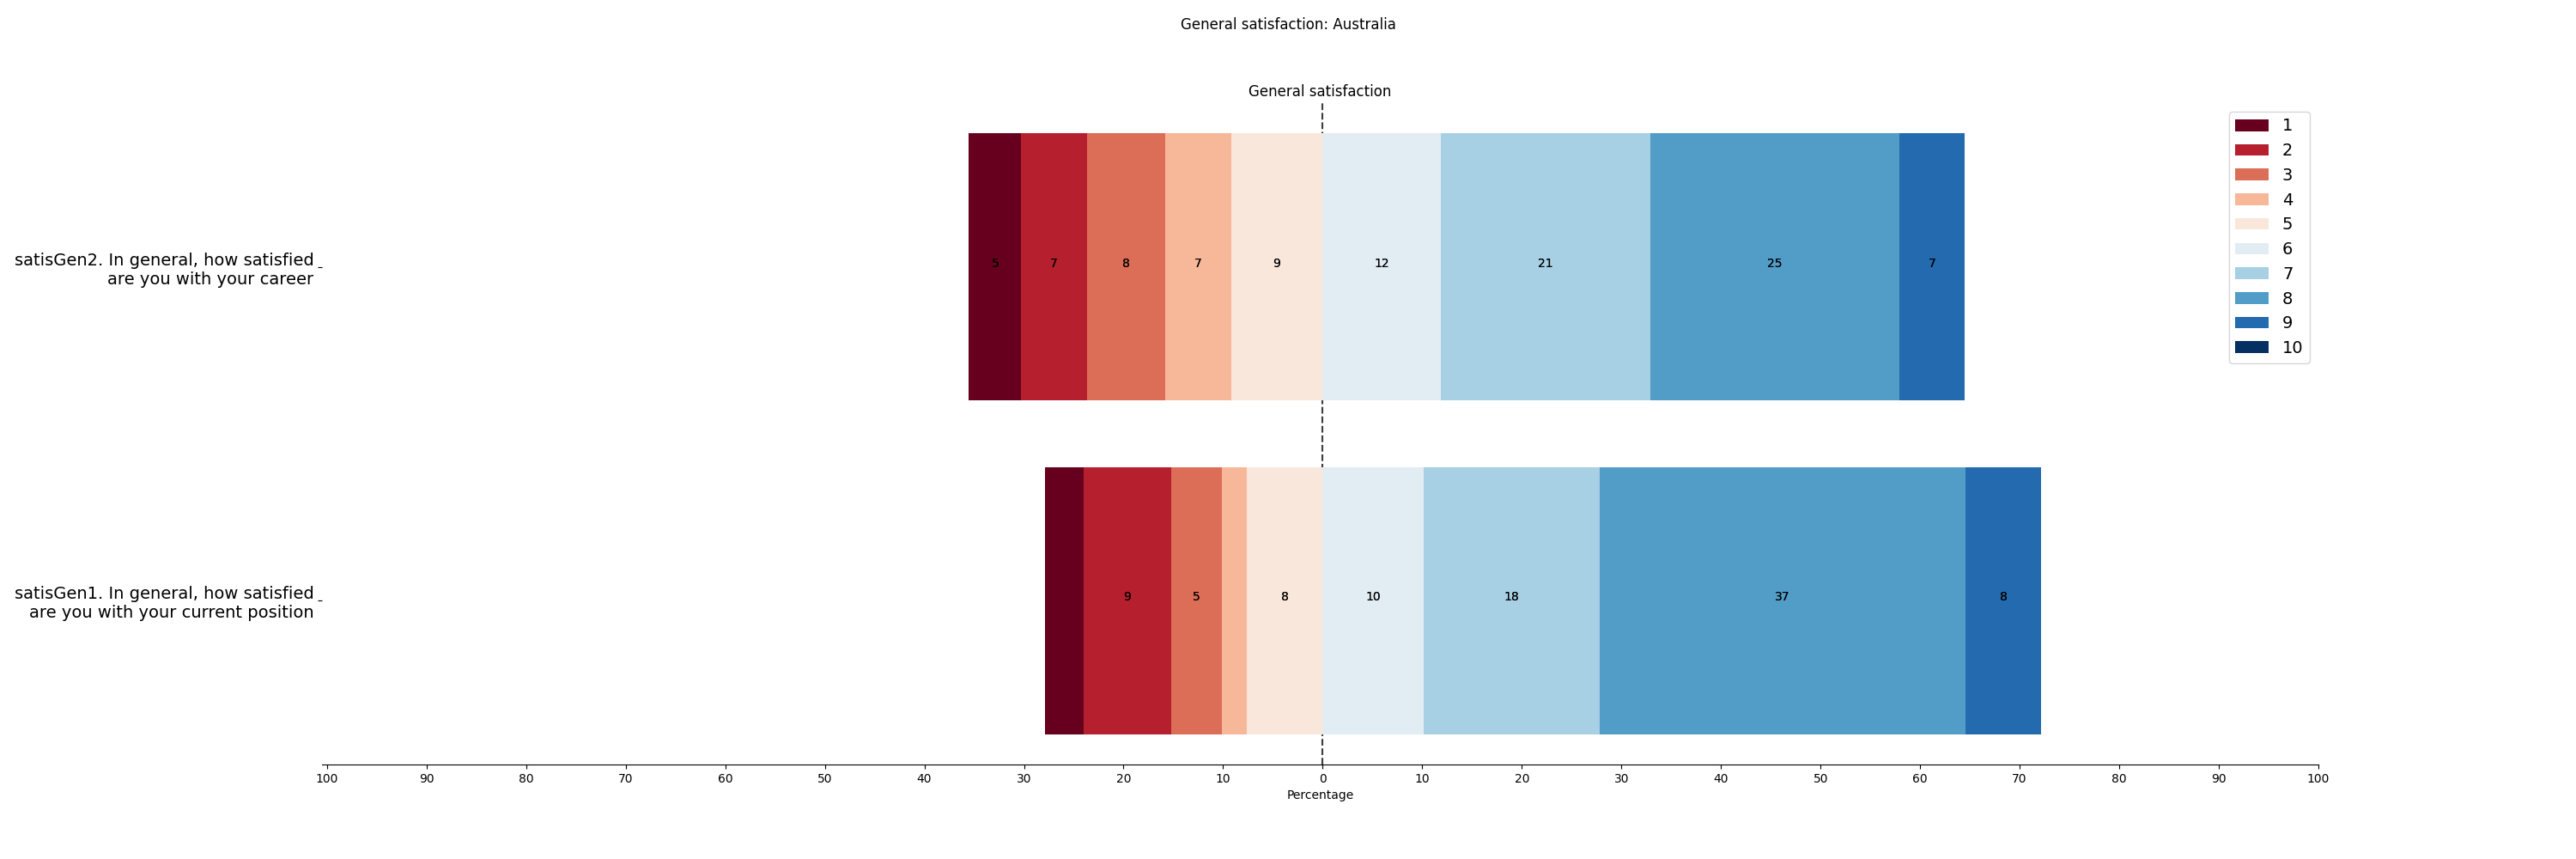 General satisfaction: Australia
General satisfaction
satisGen2. In general, how satisfied
are you with your career
5 7 8 7 9 12 21 25 7
1
2
3
4
5
6
7
8
9
10
satisGen1. In general, how satisfied
are you with your current position
9 5 8 10 18 37 8
100 90 80 70 60 50 40 30 20 10 0 10 20 30 40 50 60 70 80 90 100
Percentage